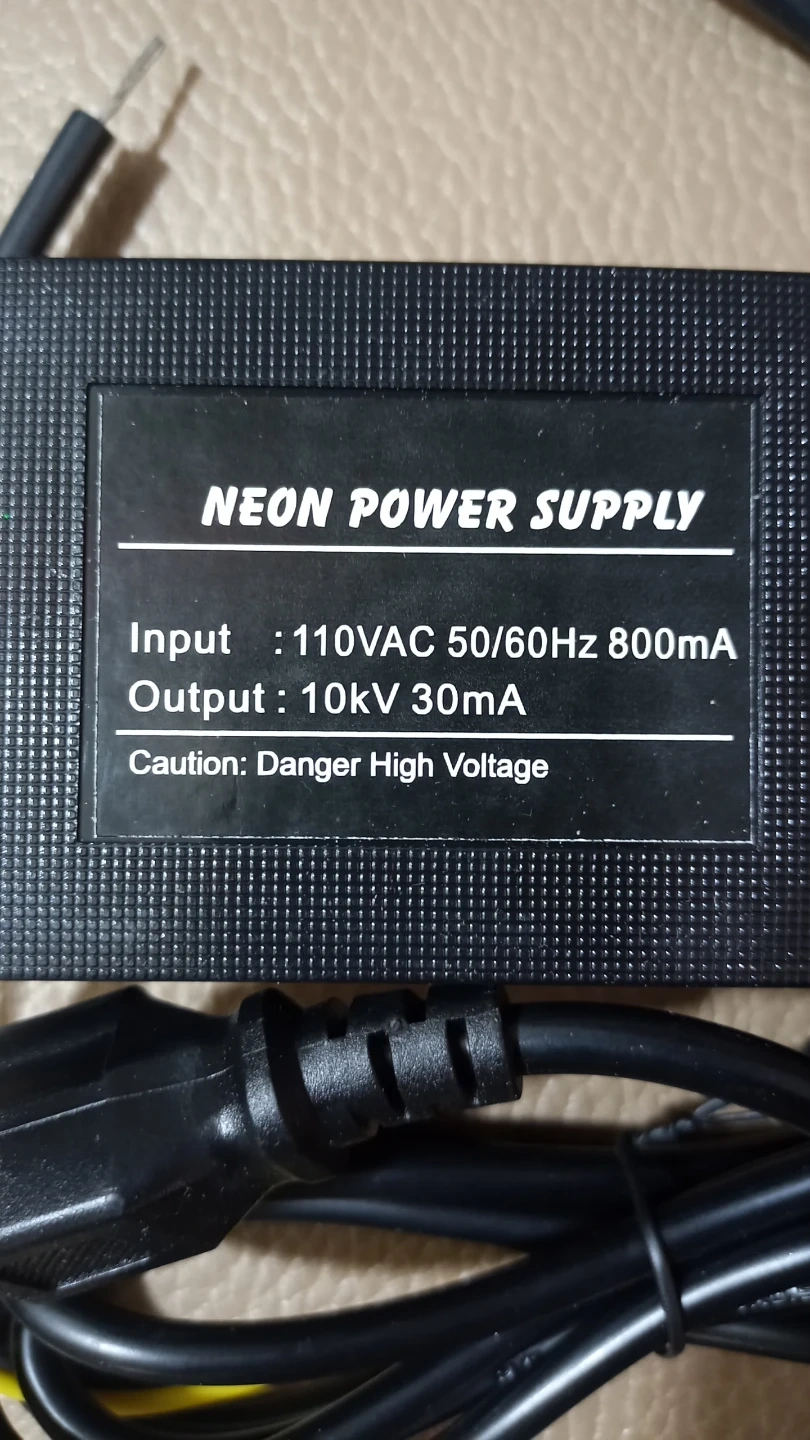 NEON POWER SUPPLY
Input : 110VAC 50/60Hz 800mA
Output : 10kV 30mA
Caution: Danger High Voltage